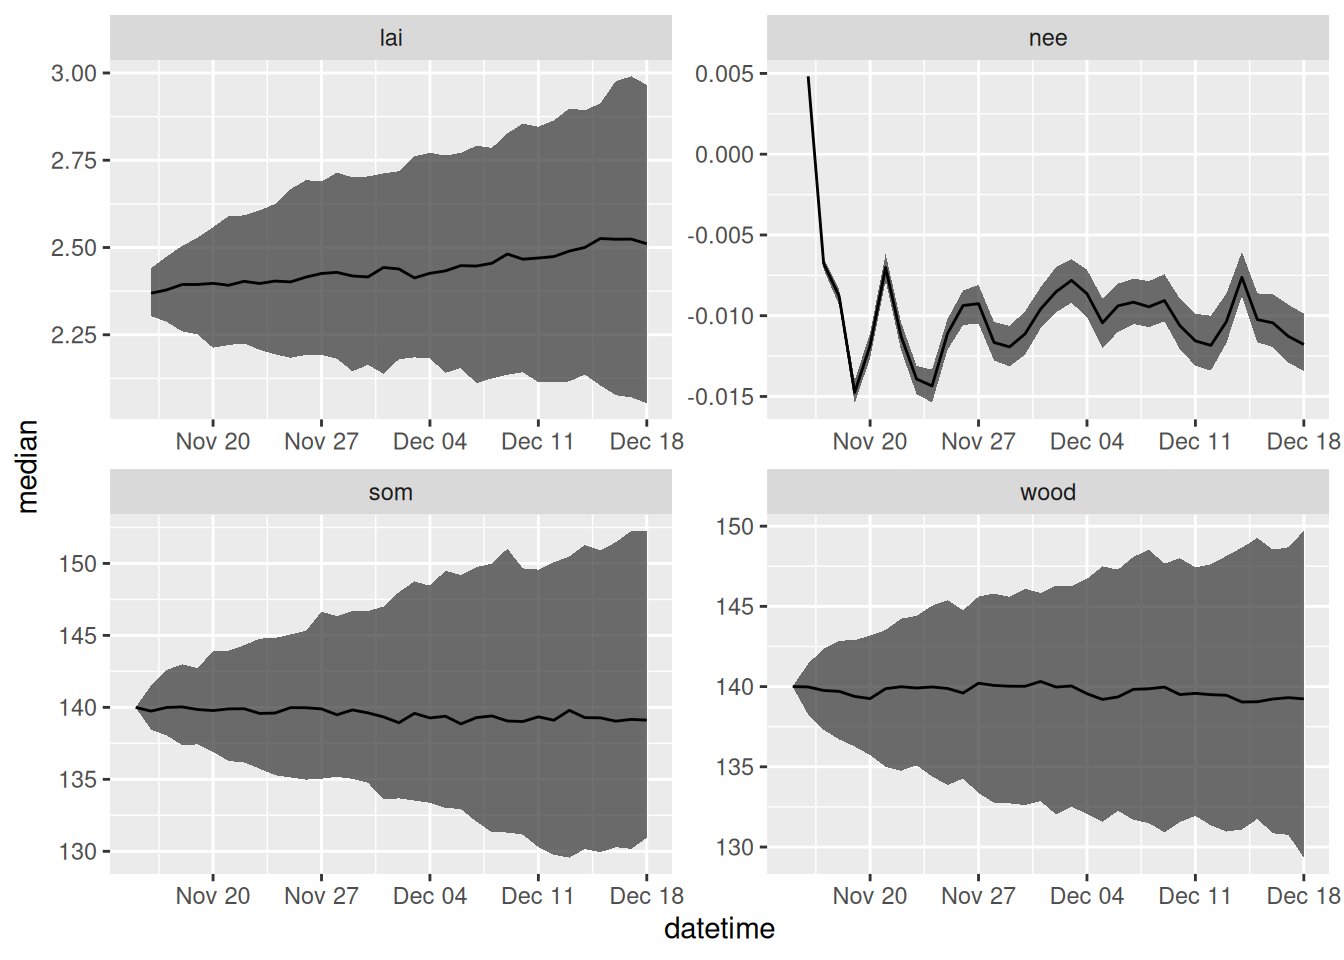 lai
3.00
2.75
2.50
2.25
Nov 20 Nov 27 Dec 04 Dec 11 Dec 18
nee
0.005
0.000
-0.005
-0.010
-0.015
Nov 20 Nov 27 Dec 04 Dec 11 Dec 18
median
som
150
145
140
135
130
Nov 20 Nov 27 Dec 04 Dec 11 Dec 18
wood
150
145
140
135
130
Nov 20 Nov 27 Dec 04 Dec 11 Dec 18
datetime